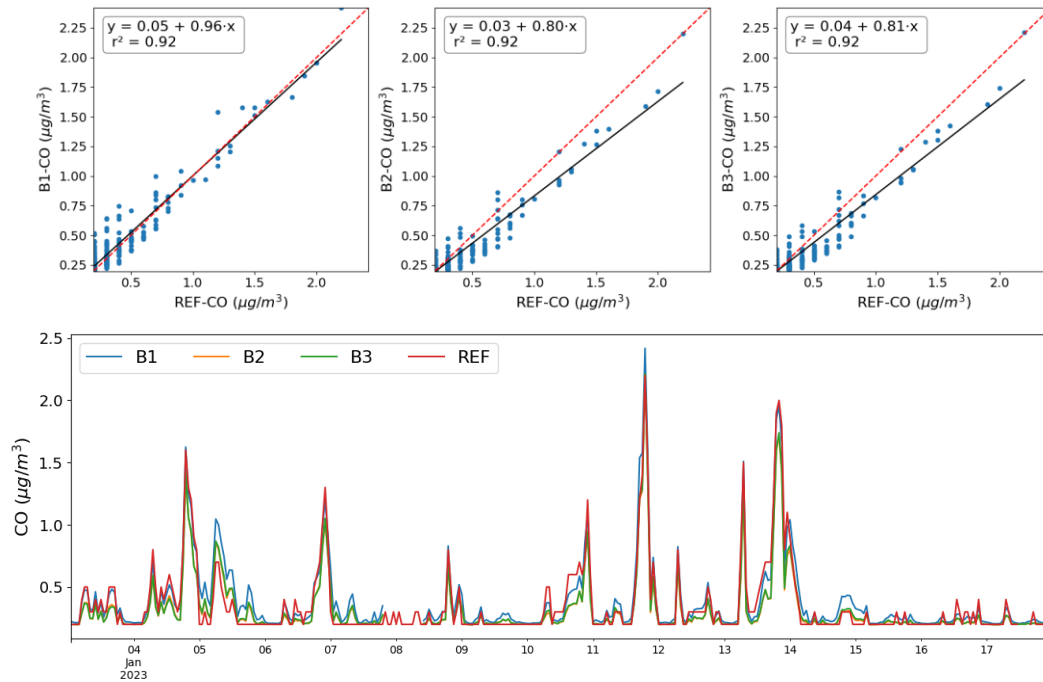 y = 0.05 + 0.96·x
r² = 0.92
2.25
2.00
1.75
1.50
1.25
1.00
0.75
0.50
0.25
B1-CO (μg/m³)
0.5 1.0 1.5 2.0
REF-CO (μg/m³)
y = 0.03 + 0.80·x
r² = 0.92
2.25
2.00
1.75
1.50
1.25
1.00
0.75
0.50
0.25
B2-CO (μg/m³)
0.5 1.0 1.5 2.0
REF-CO (μg/m³)
y = 0.04 + 0.81·x
r² = 0.92
2.25
2.00
1.75
1.50
1.25
1.00
0.75
0.50
0.25
B3-CO (μg/m³)
0.5 1.0 1.5 2.0
REF-CO (μg/m³)
B1 B2 B3 REF
2.5
2.0
1.5
1.0
0.5
CO (μg/m³)
04 05 06 07 08 09 10 11 12 13 14 15 16 17
Jan
2023